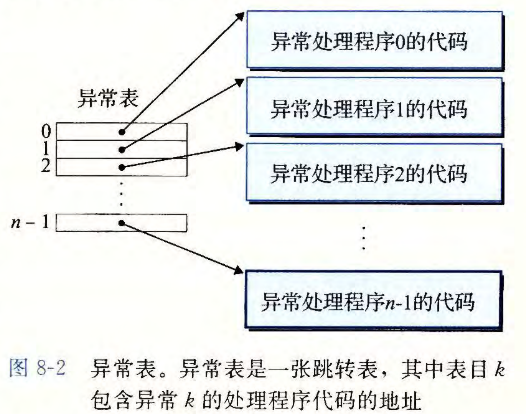 异常处理程序0的代码
异常表
异常处理程序1的代码
0
1
2
异常处理程序2的代码
n – 1
异常处理程序n-1的代码
图 8-2 异常表。异常表是一张跳转表，其中表目 k
包含异常 k 的处理程序代码的地址